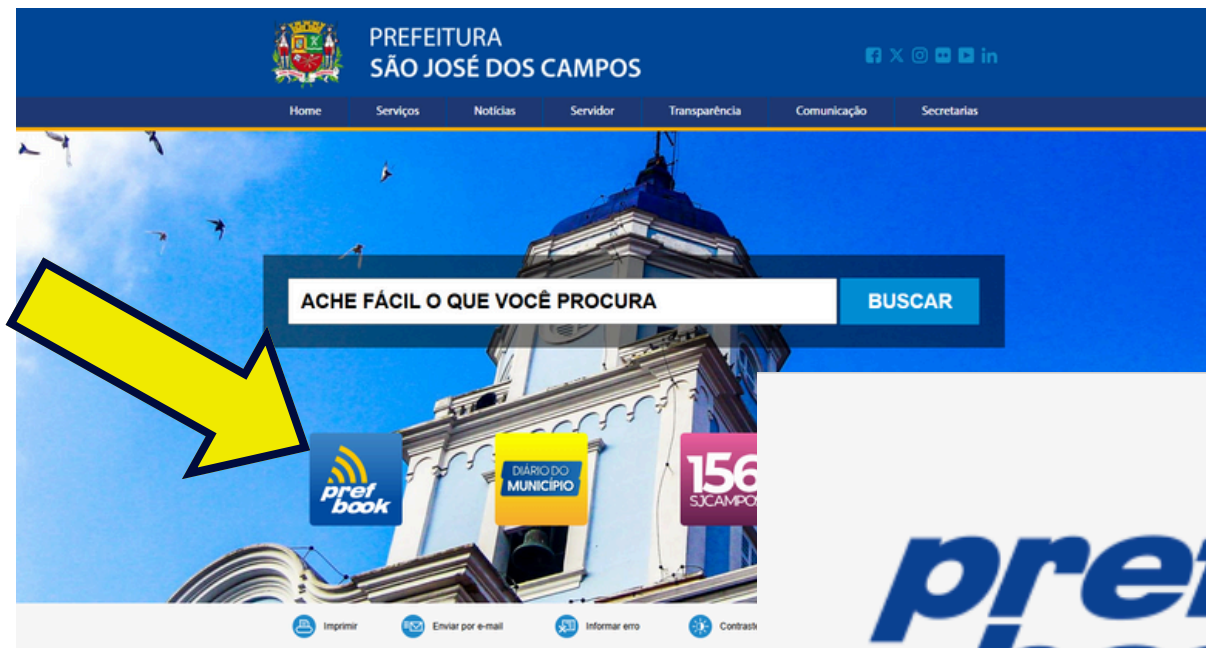 PREFEITURA
SÃO JOSÉ DOS CAMPOS
Home Serviços Notícias Servidor Transparência Comunicação Secretarias
ACHE FÁCIL O QUE VOCÊ PROCURA BUSCAR
pref
book
DIÁRIO DO
MUNICÍPIO
156
SJCAMPOS
Imprimir Enviar por e-mail Informar erro Contraste
pref